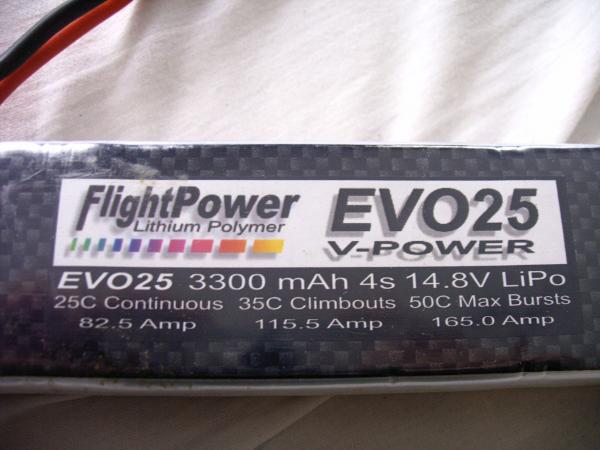 FlightPower
Lithium Polymer
EVO25
V-POWER
EVO25 3300 mAh 4s 14.8V LiPo
25C Continuous 35C Climbouts 50C Max Bursts
82.5 Amp 115.5 Amp 165.0 Amp